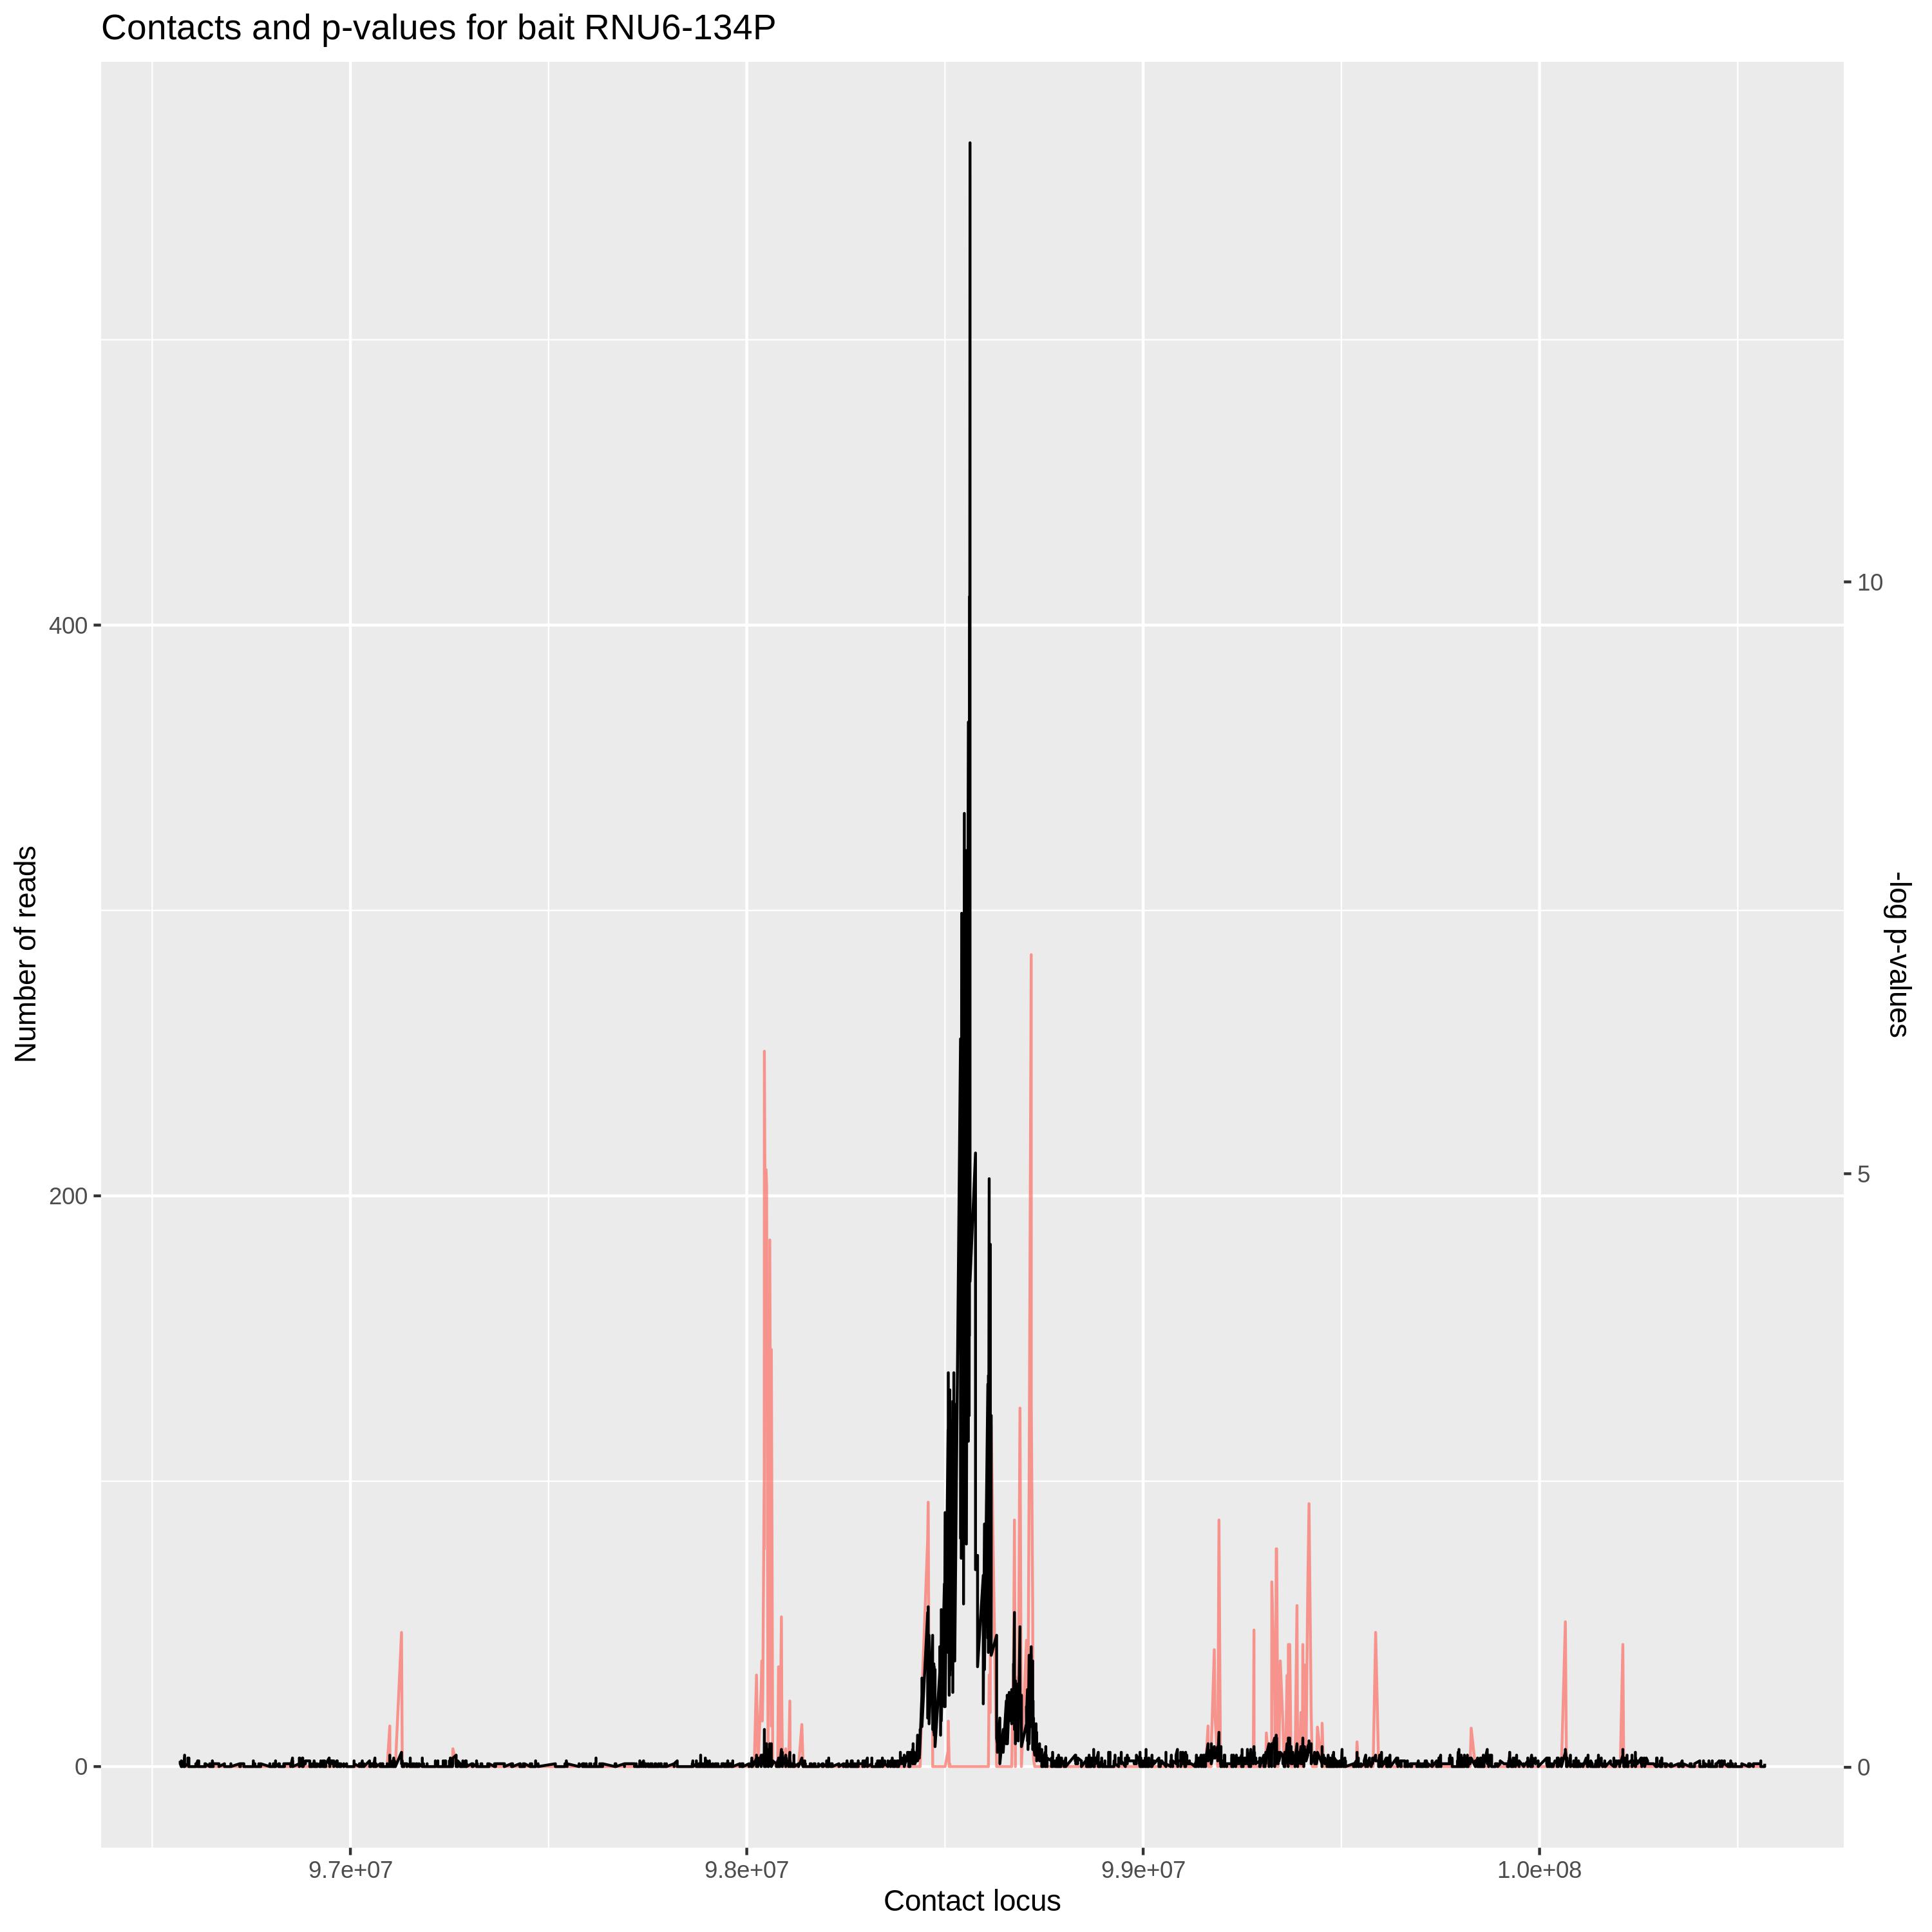 Contacts and p-values for bait RNU6-134P
400
200
0
Number of reads
10
5
0
-log p-values
9.7e+07
9.8e+07
9.9e+07
1.0e+08
Contact locus